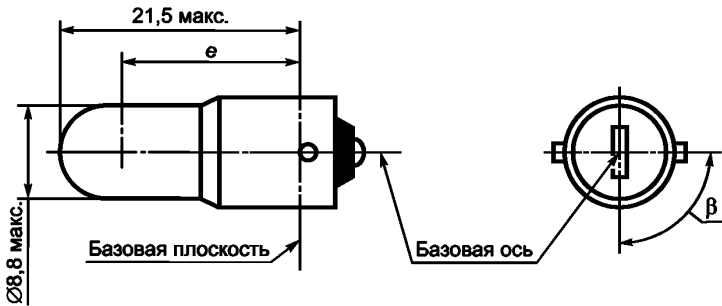 21,5 макс.
e
Ø8,8 макс.
Базовая плоскость
Базовая ось
β